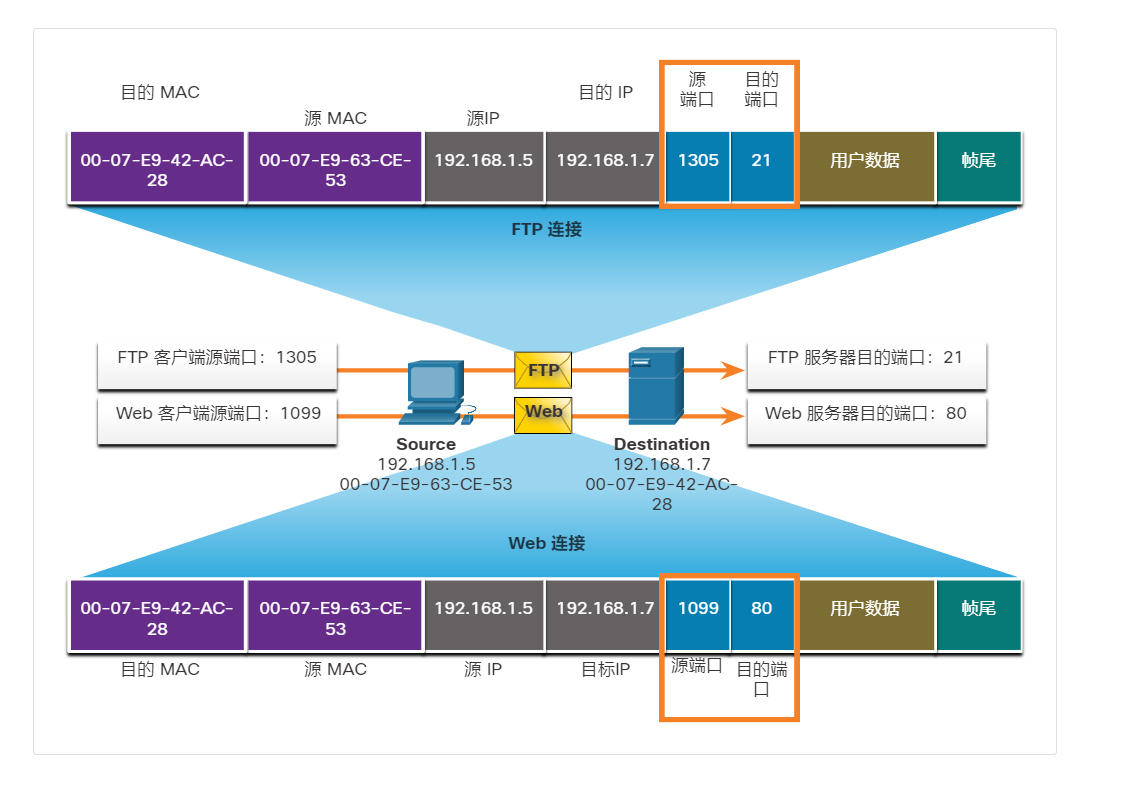 目的 MAC
源 MAC
源IP
目的 IP
源
端口
目的
端口
00-07-E9-42-AC-
28
00-07-E9-63-CE-
53
192.168.1.5
192.168.1.7
1305
21
用户数据
帧尾
FTP 连接
FTP 客户端源端口：1305
FTP
FTP 服务器目的端口：21
Web 客户端源端口：1099
Web
Web 服务器目的端口：80
Source
192.168.1.5
00-07-E9-63-CE-53
Destination
192.168.1.7
00-07-E9-42-AC-
28
Web 连接
00-07-E9-42-AC-
28
00-07-E9-63-CE-
53
192.168.1.5
192.168.1.7
1099
80
用户数据
帧尾
目的 MAC
源 MAC
源 IP
目标IP
源端口
目的端
口